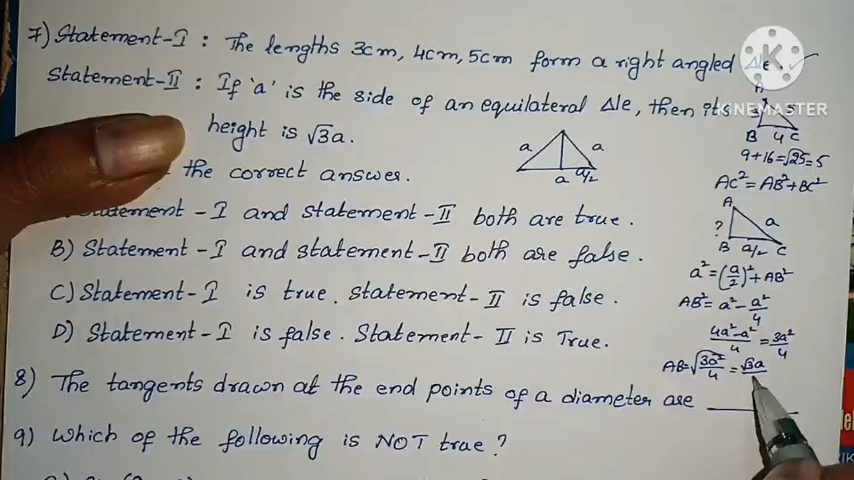 7) Statement-I : The lengths 3cm, 4cm, 5cm form a right angled Δle.
Statement-II : If 'a' is the side of an equilateral Δle, then its
height is √3a.
the correct answer.
Statement-I and statement-II both are true.
B) Statement-I and statement-II both are false.
C) Statement-I is true. statement-II is false.
D) Statement-I is false. Statement-II is True.
8) The tangents drawn at the end points of a diameter are ____
9) Which of the following is NOT true?
a a
a a/2
K
KINEMASTER
A
5
B 4 C
9+16=√25=5
AC²=AB²+BC²
A
? a
B a/2 C
a²=(a/2)²+AB²
AB²=a²-a²/4
4a²-a²/4=3a²/4
AB=√3a²/4=√3a